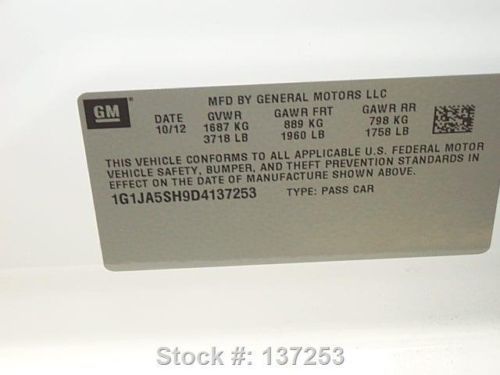 GM
MFD BY GENERAL MOTORS LLC
DATE GVWR GAWR FRT GAWR RR
10/12 1687 KG 889 KG 798 KG
3718 LB 1960 LB 1758 LB
THIS VEHICLE CONFORMS TO ALL APPLICABLE U.S. FEDERAL MOTOR
VEHICLE SAFETY, BUMPER, AND THEFT PREVENTION STANDARDS IN
EFFECT ON THE DATE OF MANUFACTURE SHOWN ABOVE.
1G1JA5SH9D4137253 TYPE: PASS CAR
Stock #: 137253